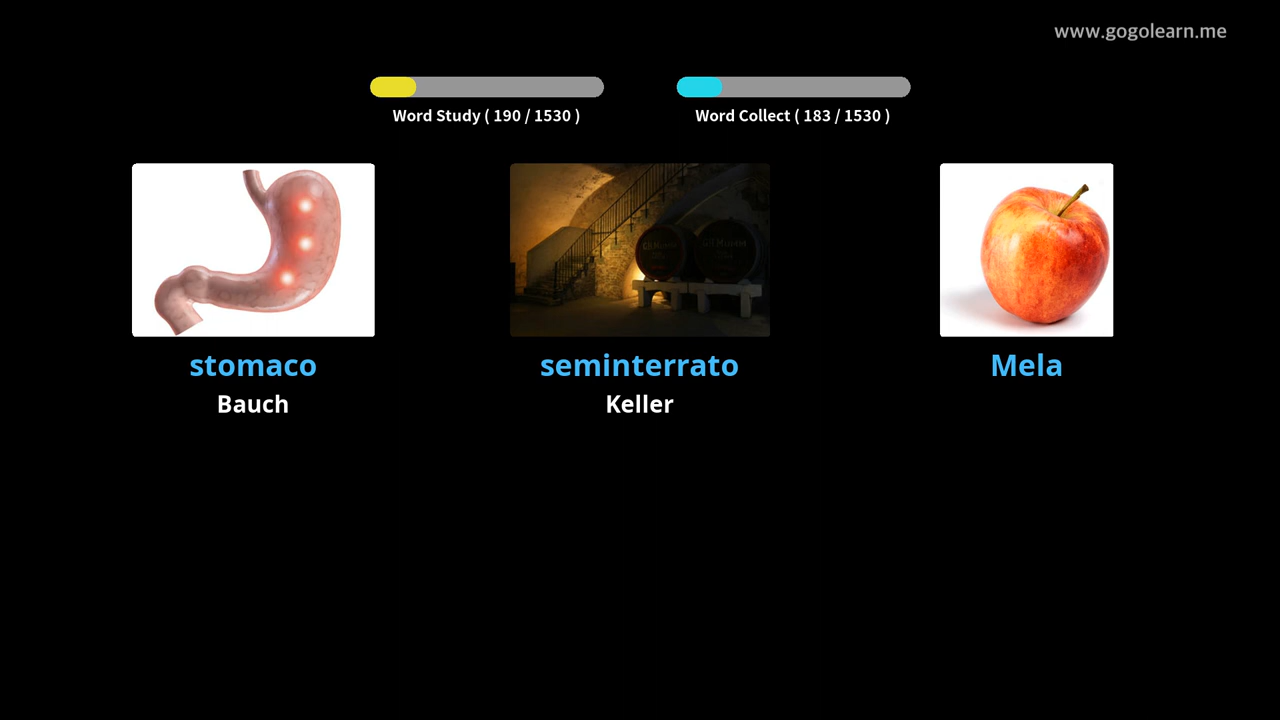 www.gogolearn.me
Word Study ( 190 / 1530 )
Word Collect ( 183 / 1530 )
stomaco
seminterrato
Mela
Bauch
Keller